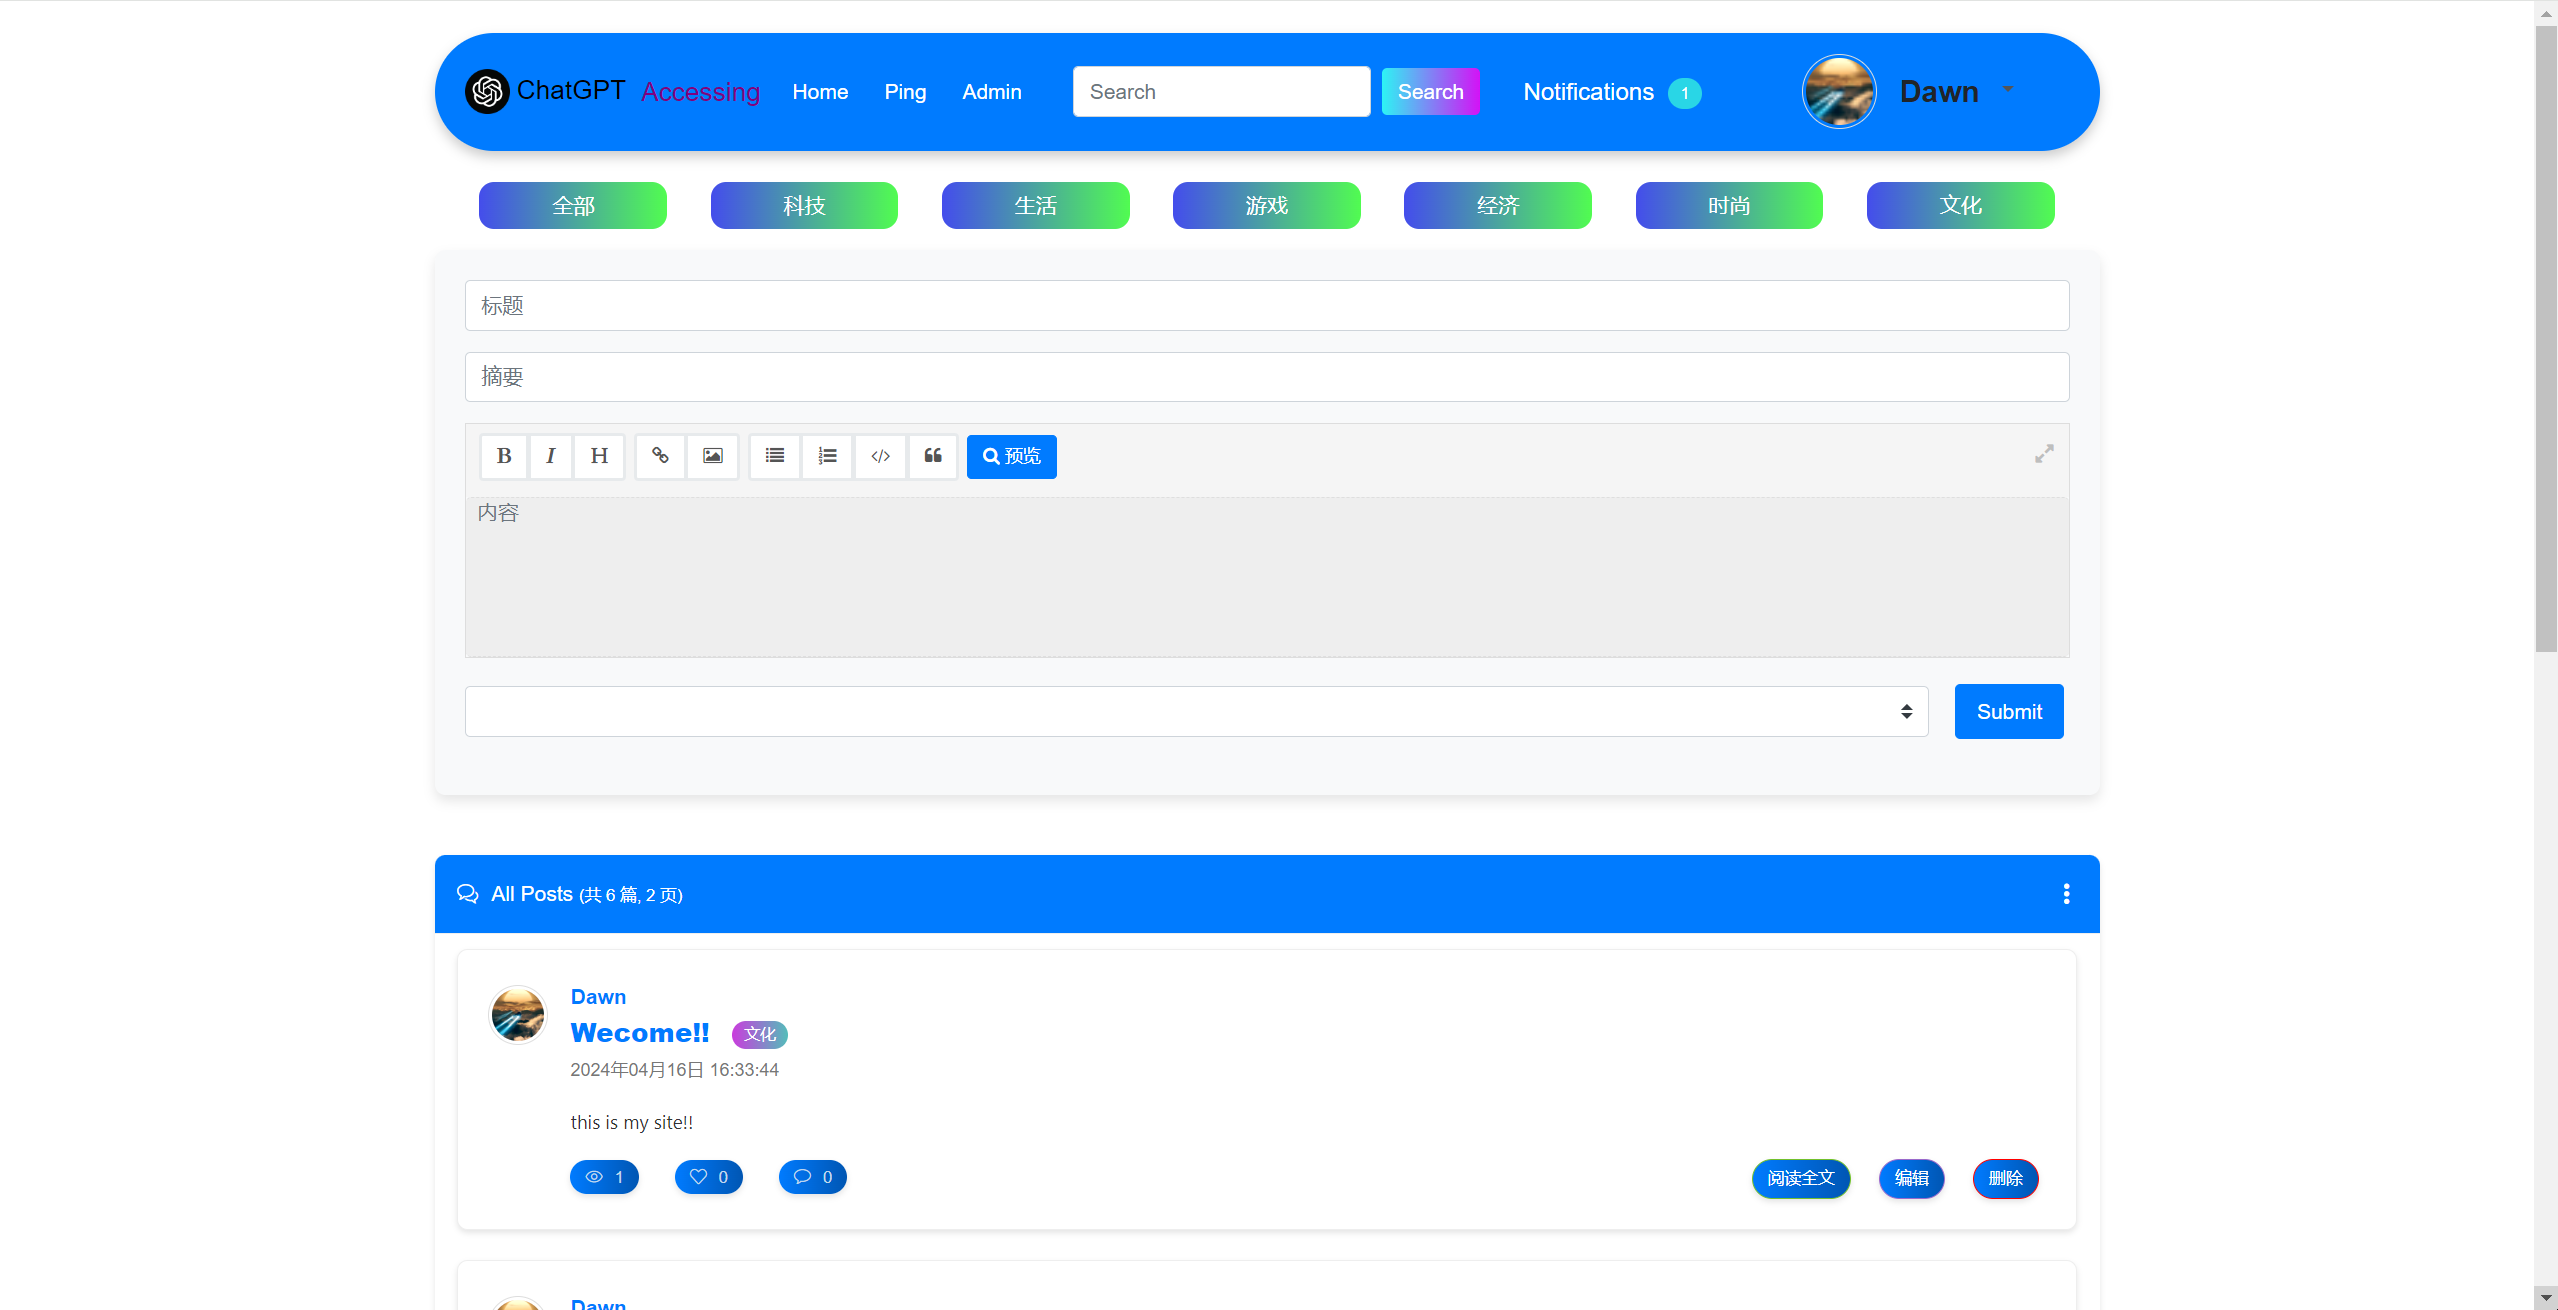 ChatGPT Accessing Home Ping Admin Search Search Notifications 1 Dawn
全部 科技 生活 游戏 经济 时尚 文化
标题
摘要
B I H 预览
内容
Submit
All Posts (共 6 篇, 2 页)
Dawn
Wecome!! 文化
2024年04月16日 16:33:44
this is my site!!
1 0 0 阅读全文 编辑 删除
Dawn